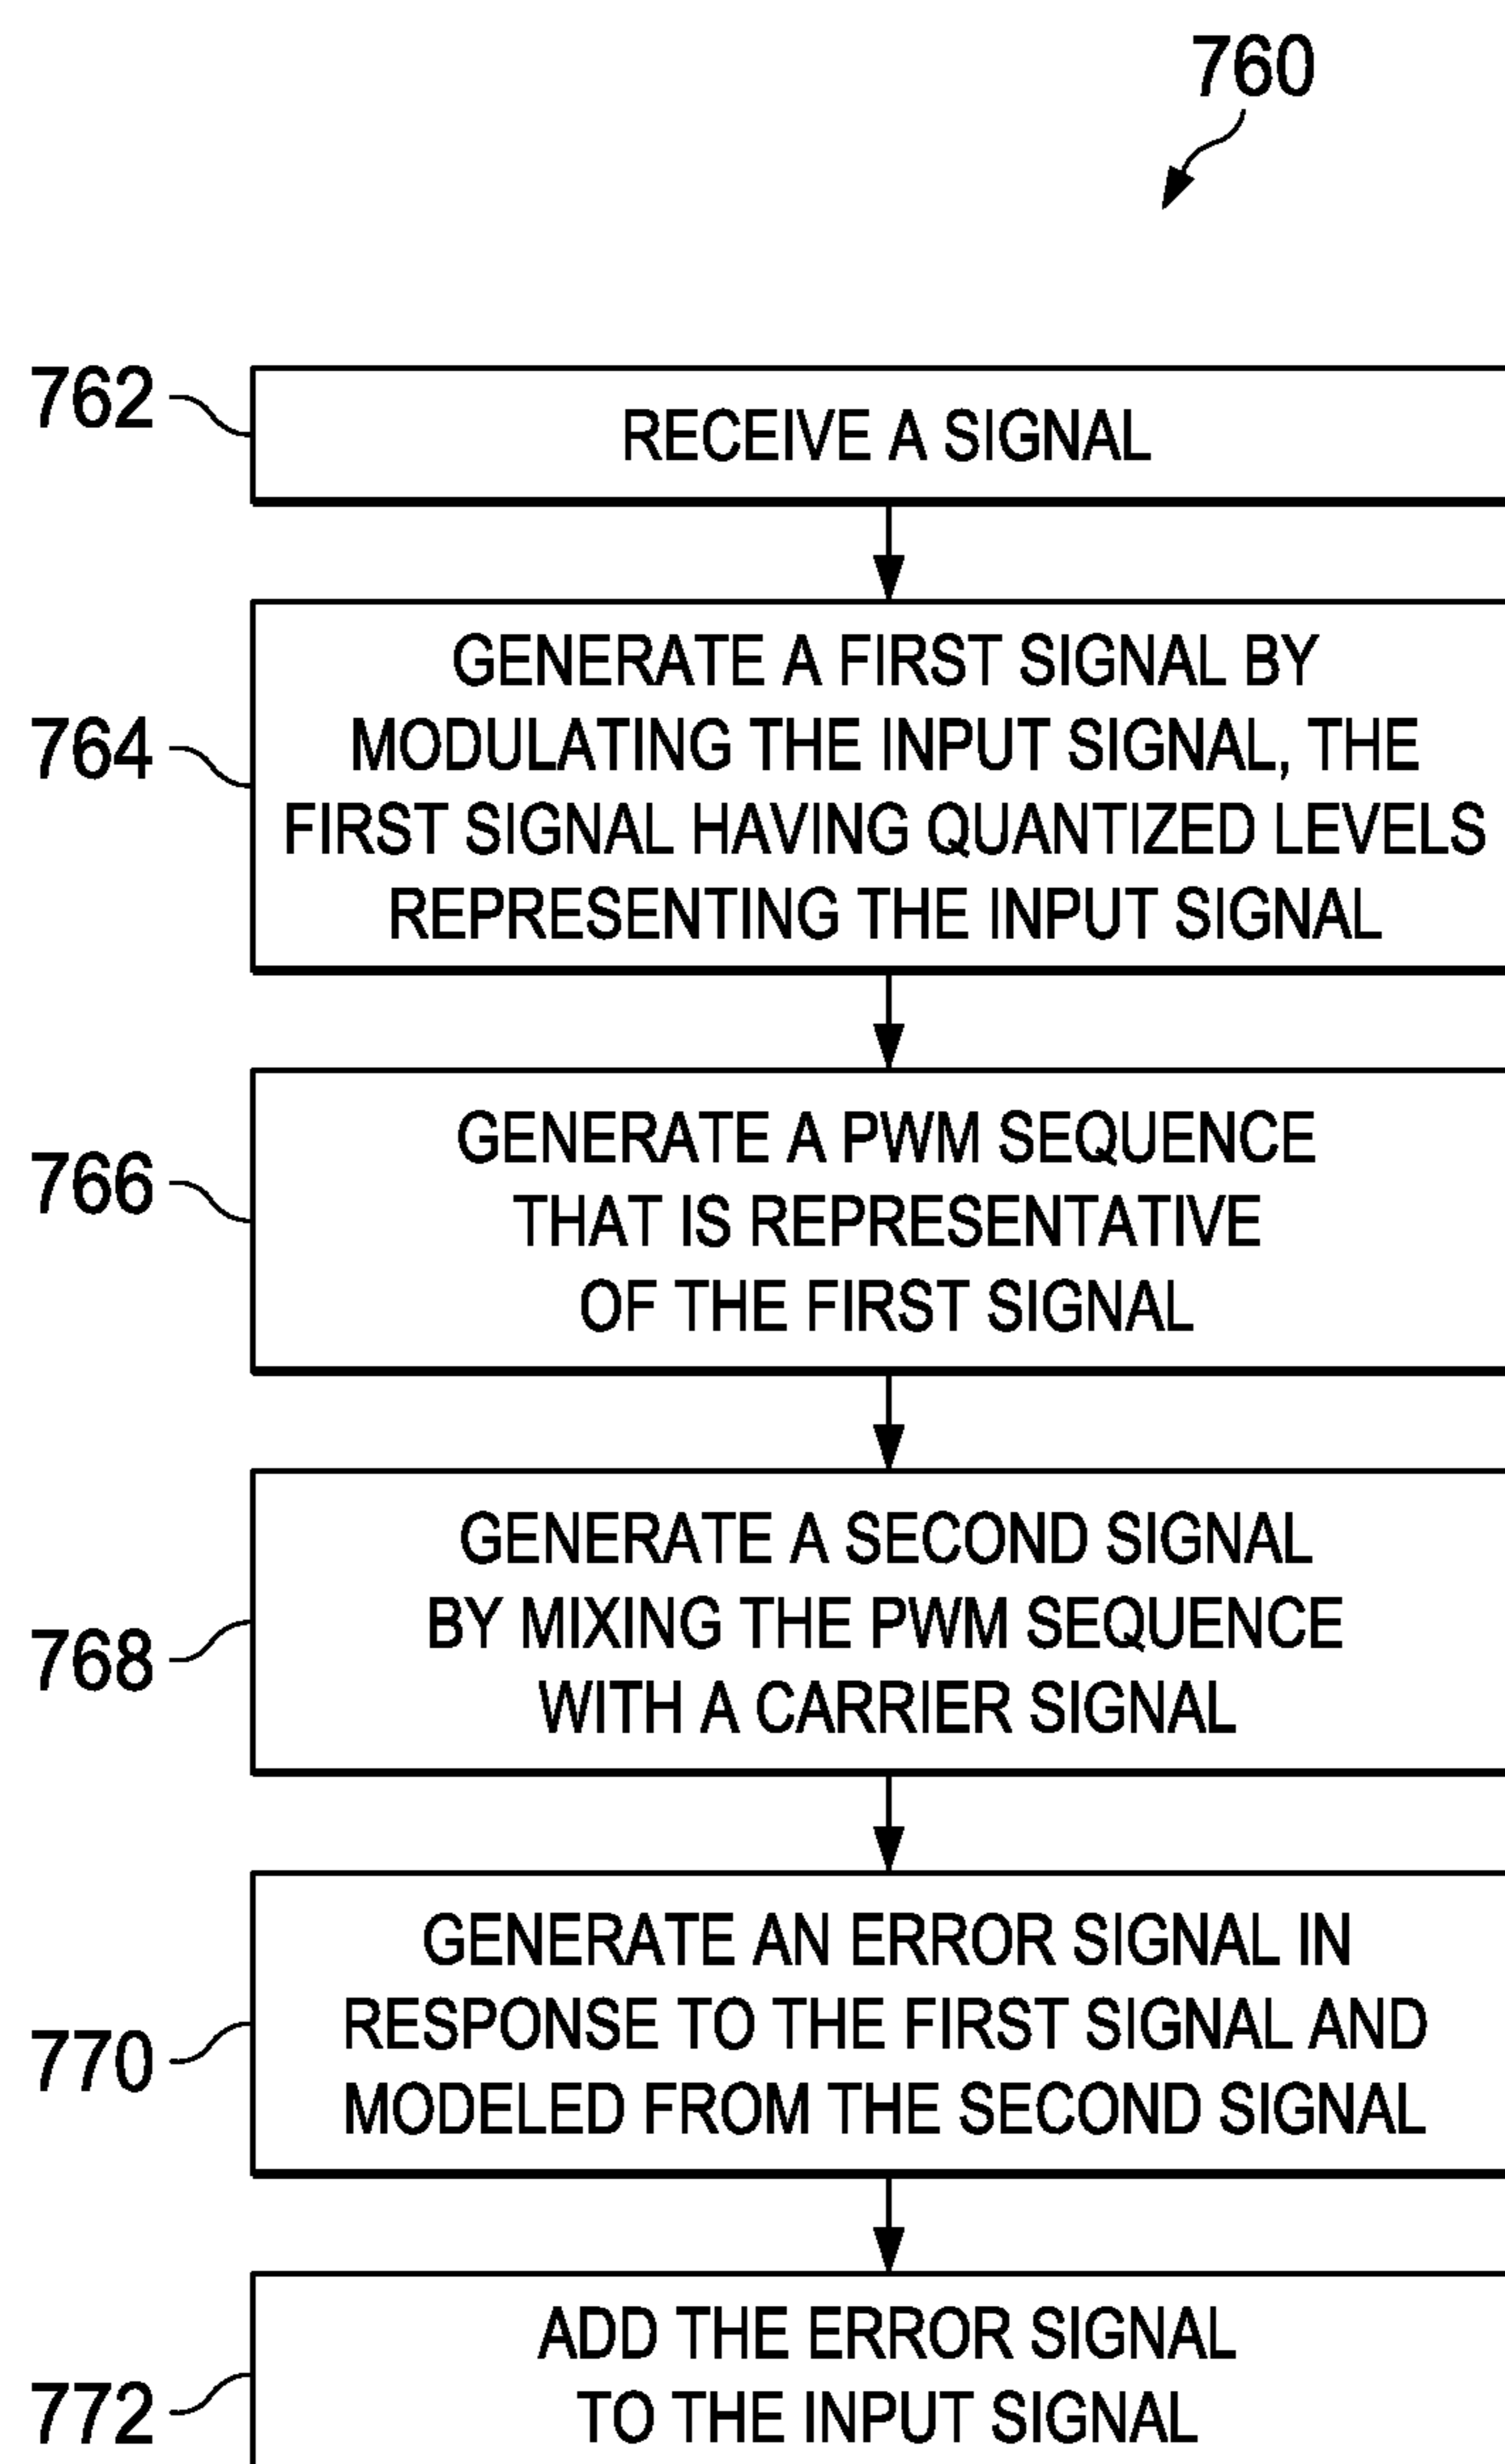 760
762
RECEIVE A SIGNAL
764
GENERATE A FIRST SIGNAL BY
MODULATING THE INPUT SIGNAL, THE
FIRST SIGNAL HAVING QUANTIZED LEVELS
REPRESENTING THE INPUT SIGNAL
766
GENERATE A PWM SEQUENCE
THAT IS REPRESENTATIVE
OF THE FIRST SIGNAL
768
GENERATE A SECOND SIGNAL
BY MIXING THE PWM SEQUENCE
WITH A CARRIER SIGNAL
770
GENERATE AN ERROR SIGNAL IN
RESPONSE TO THE FIRST SIGNAL AND
MODELED FROM THE SECOND SIGNAL
772
ADD THE ERROR SIGNAL
TO THE INPUT SIGNAL